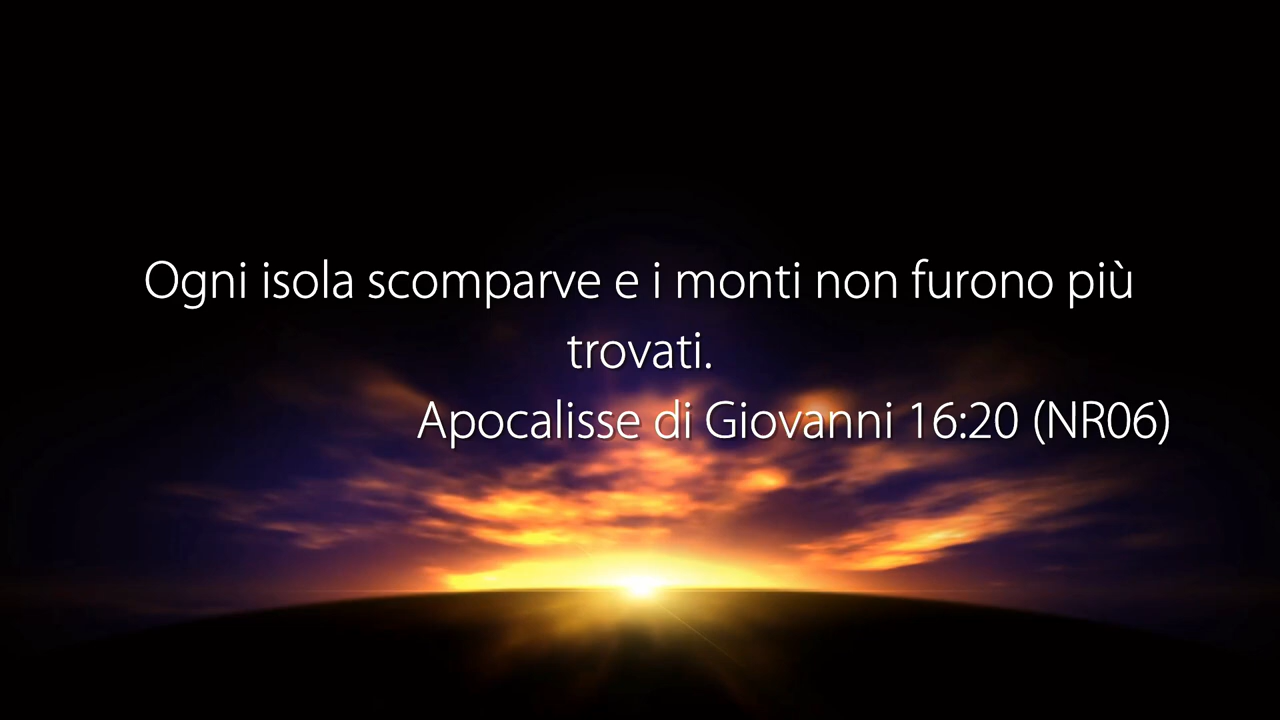 Ogni isola scomparve e i monti non furono più
trovati.
Apocalisse di Giovanni 16:20 (NR06)